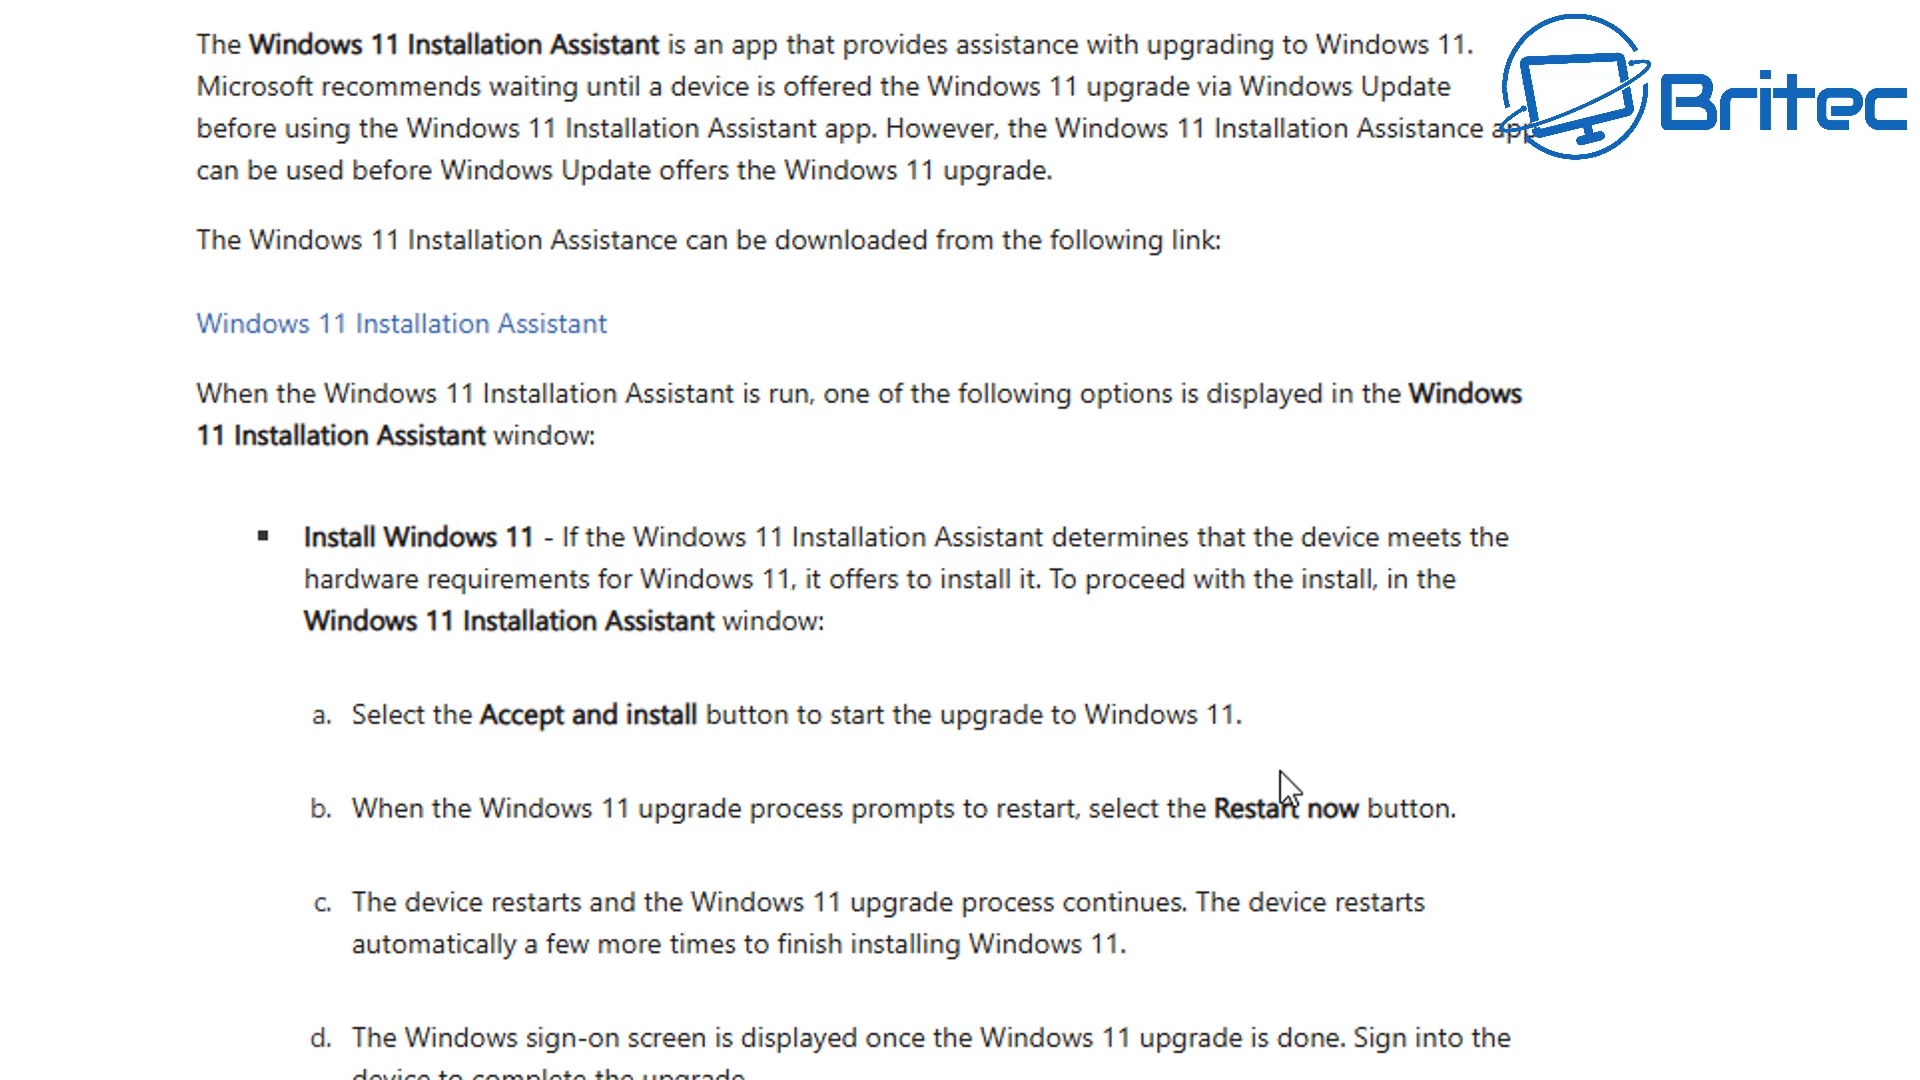 The Windows 11 Installation Assistant is an app that provides assistance with upgrading to Windows 11.
Microsoft recommends waiting until a device is offered the Windows 11 upgrade via Windows Update
before using the Windows 11 Installation Assistant app. However, the Windows 11 Installation Assistance app
can be used before Windows Update offers the Windows 11 upgrade.
Britec
The Windows 11 Installation Assistance can be downloaded from the following link:
Windows 11 Installation Assistant
When the Windows 11 Installation Assistant is run, one of the following options is displayed in the Windows
11 Installation Assistant window:
▪ Install Windows 11 - If the Windows 11 Installation Assistant determines that the device meets the
hardware requirements for Windows 11, it offers to install it. To proceed with the install, in the
Windows 11 Installation Assistant window:
a. Select the Accept and install button to start the upgrade to Windows 11.
b. When the Windows 11 upgrade process prompts to restart, select the Restart now button.
c. The device restarts and the Windows 11 upgrade process continues. The device restarts
automatically a few more times to finish installing Windows 11.
d. The Windows sign-on screen is displayed once the Windows 11 upgrade is done. Sign into the
device to complete the upgrade.